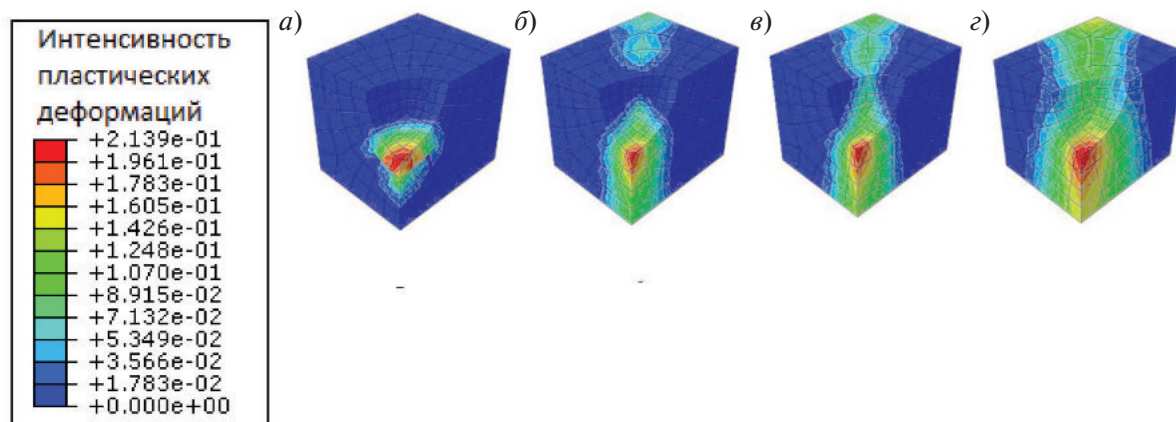 Интенсивность
пластических
деформаций
+2.139e-01
+1.961e-01
+1.783e-01
+1.605e-01
+1.426e-01
+1.248e-01
+1.070e-01
+8.915e-02
+7.132e-02
+5.349e-02
+3.566e-02
+1.783e-02
+0.000e+00
а)
б)
в)
г)